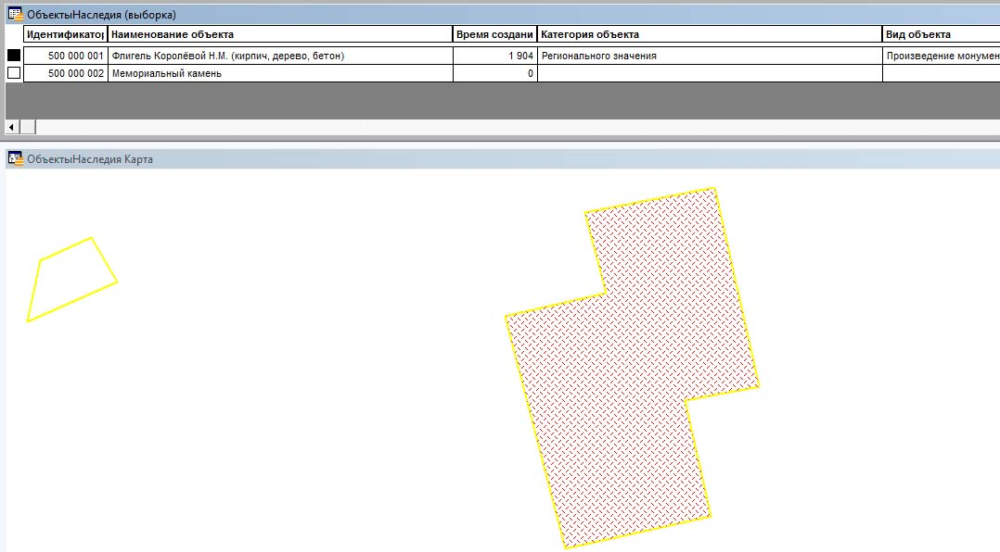 ОбъектыНаследия (выборка)
Идентификатор Наименование объекта Время создани Категория объекта Вид объекта
500 000 001 Флигель Королёвой Н.М. (кирпич, дерево, бетон) 1 904 Регионального значения Произведение монумен
500 000 002 Мемориальный камень 0
ОбъектыНаследия Карта